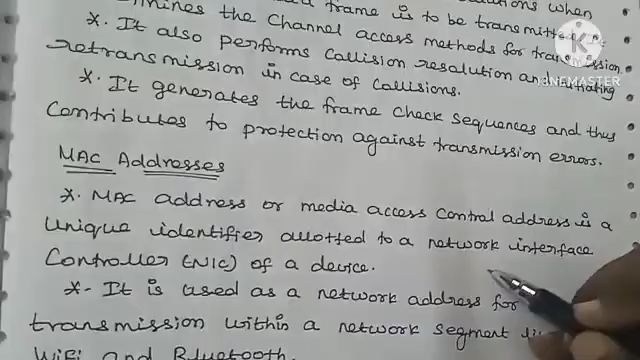 frame is to be transmitted
mines the Channel access methods for transmission
*. It also performs collision resolution and initiating
retransmission in case of collisions.
*. It generates the frame check sequences and thus
contributes to protection against transmission errors.
MAC Addresses
*. MAC address or media access control address is a
unique identifier allotted to a network interface
Controller (NIC) of a device.
*. It is used as a network address for
transmission within a network segment
WiFi and Bluetooth.
KINEMASTER